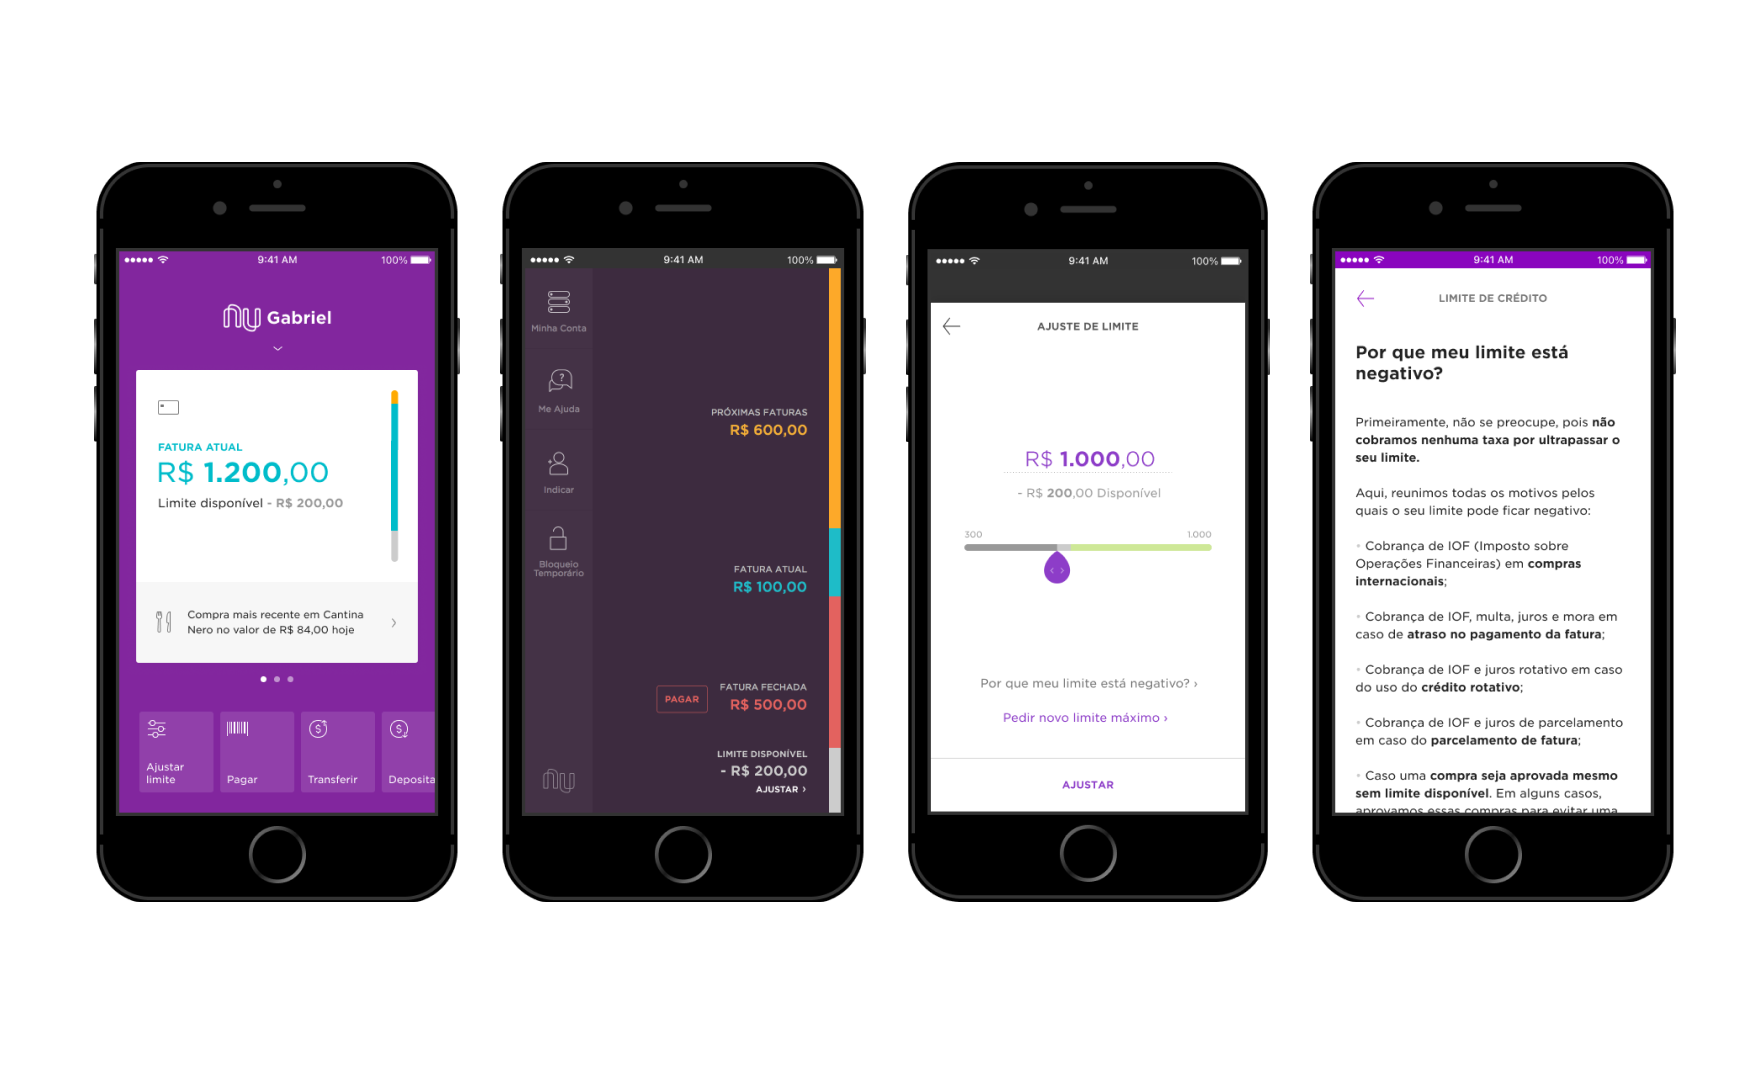 9:41 AM
100%
nu Gabriel
FATURA ATUAL
R$ 1.200,00
Limite disponível - R$ 200,00
Compra mais recente em Cantina
Nero no valor de R$ 84,00 hoje
Ajustar
limite
Pagar
Transferir
Deposita
9:41 AM
100%
Minha Conta
Me Ajuda
Indicar
Bloqueio
Temporário
nu
PRÓXIMAS FATURAS
R$ 600,00
FATURA ATUAL
R$ 100,00
PAGAR
FATURA FECHADA
R$ 500,00
LIMITE DISPONÍVEL
- R$ 200,00
AJUSTAR ›
9:41 AM
100%
AJUSTE DE LIMITE
R$ 1.000,00
- R$ 200,00 Disponível
300
1.000
Por que meu limite está negativo? ›
Pedir novo limite máximo ›
AJUSTAR
9:41 AM
100%
LIMITE DE CRÉDITO
Por que meu limite está
negativo?
Primeiramente, não se preocupe, pois não
cobramos nenhuma taxa por ultrapassar o
seu limite.
Aqui, reunimos todas os motivos pelos
quais o seu limite pode ficar negativo:
• Cobrança de IOF (Imposto sobre
Operações Financeiras) em compras
internacionais;
• Cobrança de IOF, multa, juros e mora em
caso de atraso no pagamento da fatura;
• Cobrança de IOF e juros rotativo em caso
do uso do crédito rotativo;
• Cobrança de IOF e juros de parcelamento
em caso do parcelamento de fatura;
• Caso uma compra seja aprovada mesmo
sem limite disponível. Em alguns casos,
aprovamos essas compras para evitar uma